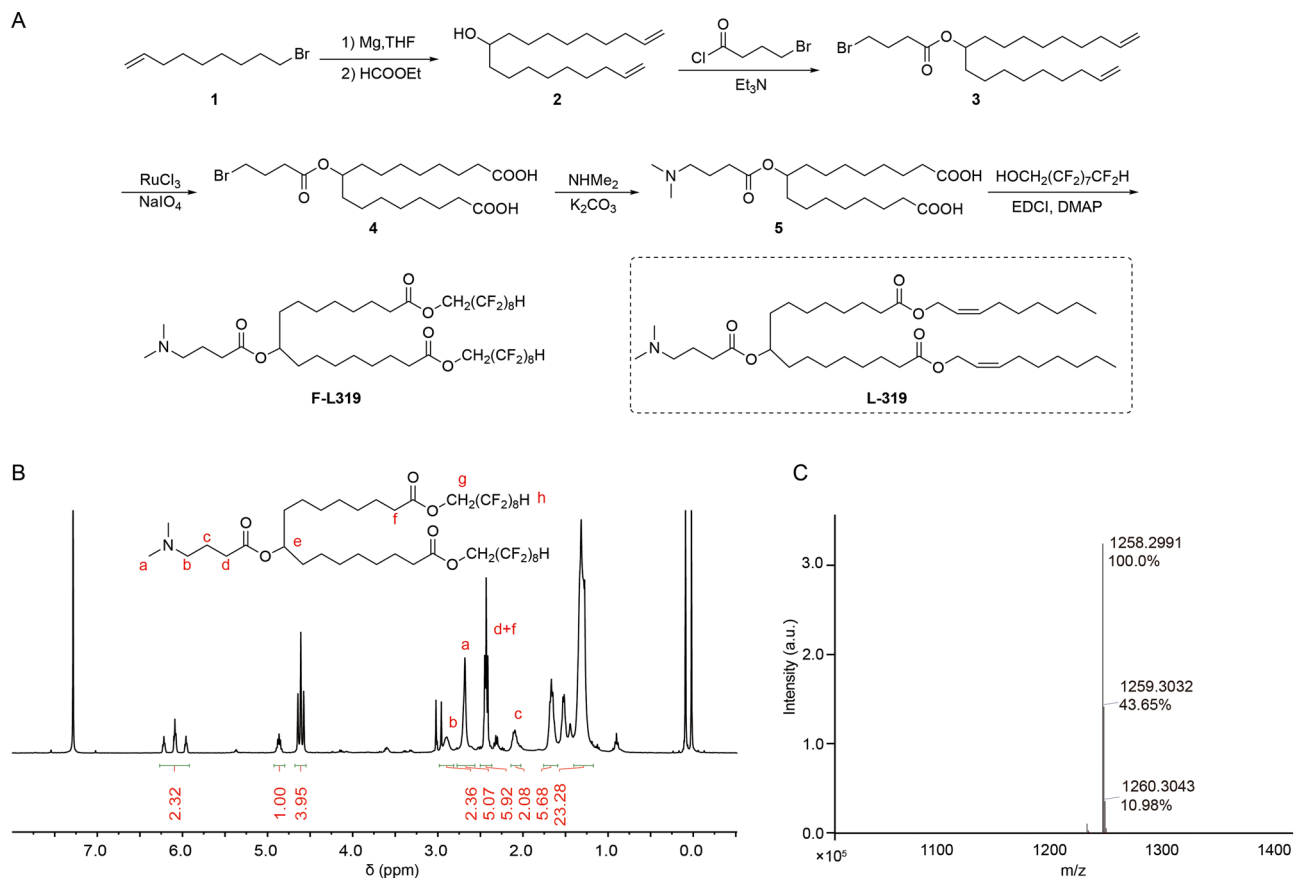 A
Br
1
1) Mg,THF
2) HCOOEt
HO
2
O
Cl
Br
Et₃N
Br
O
O
3
RuCl₃
NaIO₄
Br
O
O
COOH
COOH
4
NHMe₂
K₂CO₃
N
O
O
COOH
COOH
5
HOCH₂(CF₂)₇CF₂H
EDCI, DMAP
O
O
CH₂(CF₂)₈H
N
O
O
O
O
CH₂(CF₂)₈H
F-L319
O
O
N
O
O
O
O
L-319
B
g
O
O
CH₂(CF₂)₈H h
f
c
N
O
O
e
O
O
CH₂(CF₂)₈H
a
b
d
a
b
d+f
c
2.32
1.00
3.95
2.36
5.07
5.92
2.08
5.68
23.28
7.0 6.0 5.0 4.0 3.0 2.0 1.0 0.0
δ (ppm)
C
Intensity (a.u.)
3.0
2.0
1.0
0.0
×10⁵
1258.2991
100.0%
1259.3032
43.65%
1260.3043
10.98%
1100 1200 1300 1400
m/z